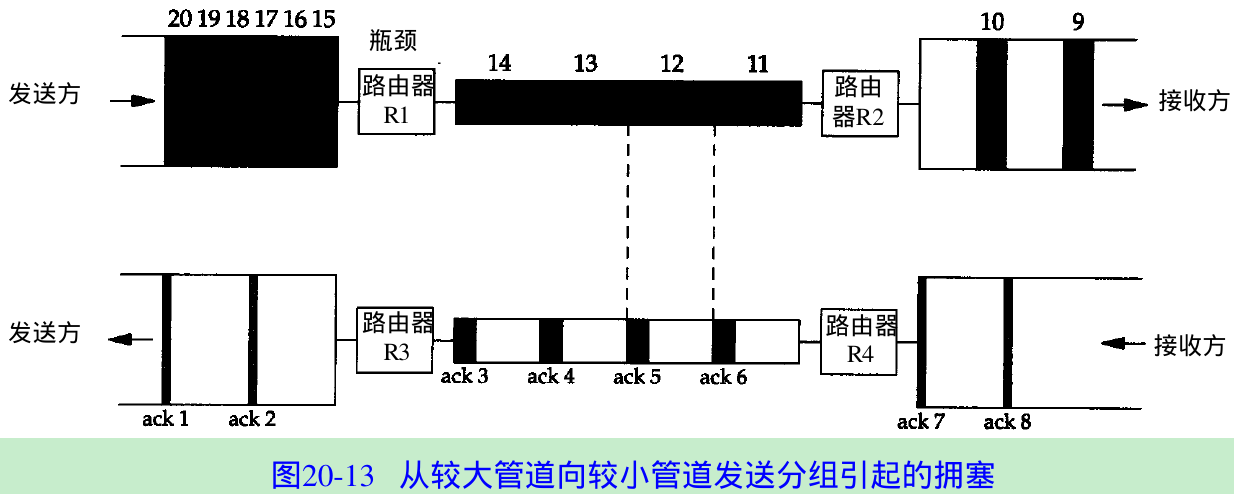 20 19 18 17 16 15
瓶颈
10
9
14
13
12
11
发送方
路由器
R1
路由
器R2
接收方
发送方
路由器
R3
路由器
R4
接收方
ack 3
ack 4
ack 5
ack 6
ack 1
ack 2
ack 7
ack 8
图20-13 从较大管道向较小管道发送分组引起的拥塞